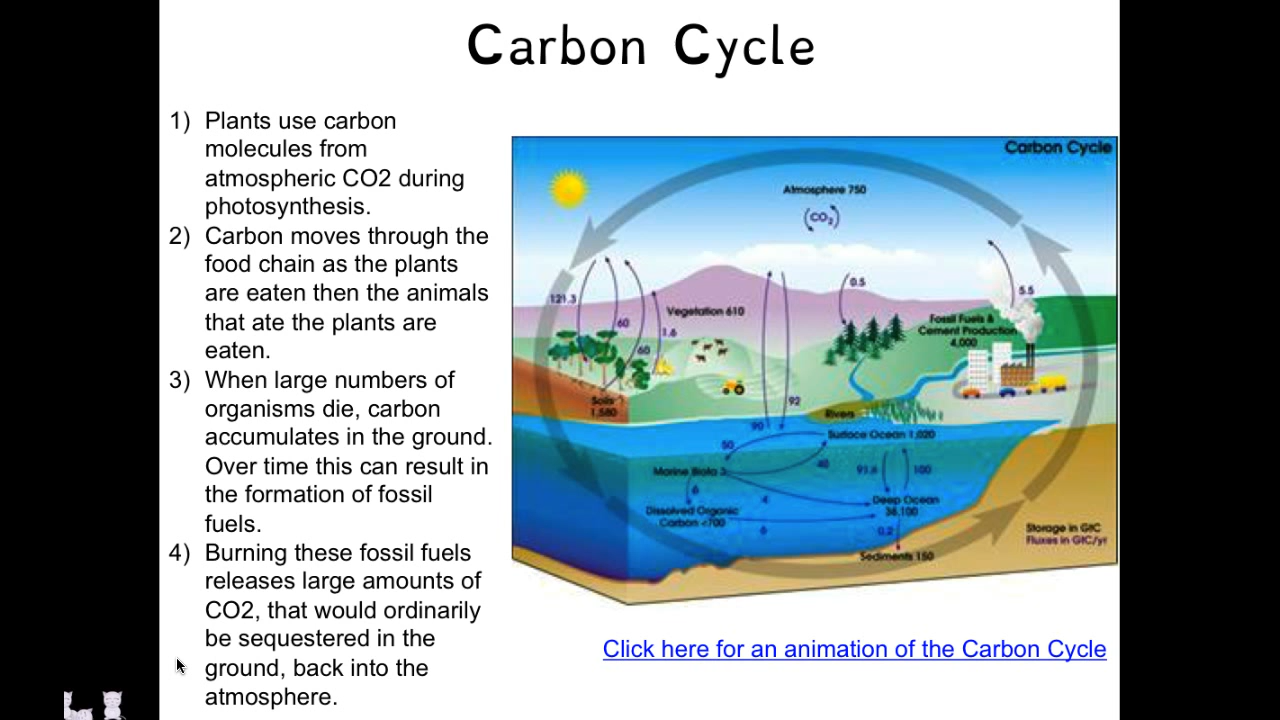 Carbon Cycle
1) Plants use carbon
molecules from
atmospheric CO2 during
photosynthesis.
2) Carbon moves through the
food chain as the plants
are eaten then the animals
that ate the plants are
eaten.
3) When large numbers of
organisms die, carbon
accumulates in the ground.
Over time this can result in
the formation of fossil
fuels.
4) Burning these fossil fuels
releases large amounts of
CO2, that would ordinarily
be sequestered in the
ground, back into the
atmosphere.
Carbon Cycle
Atmosphere 750
CO2
121.3
60
60
1.6
Vegetation 610
0.5
5.5
Fossil Fuels &
Cement Production
4,000
Soils
1,580
92
90
Rivers
Surface Ocean 1,020
50
40
91.6
100
Marine Biota 3
6
4
Deep Ocean
38,100
Dissolved Organic
Carbon <700
6
0.2
Sediments 150
Storage in GtC
Fluxes in GtC/yr
Click here for an animation of the Carbon Cycle